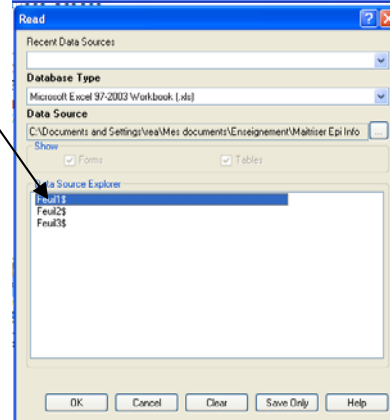 Read
Recent Data Sources
Database Type
Microsoft Excel 97-2003 Workbook (.xls)
Data Source
C:\Documents and Settings\vea\Mes documents\Enseignement\Maitriser Epi Info ...
Show
Forms Tables
Data Source Explorer
Feuil1$
Feuil2$
Feuil3$
OK Cancel Clear Save Only Help